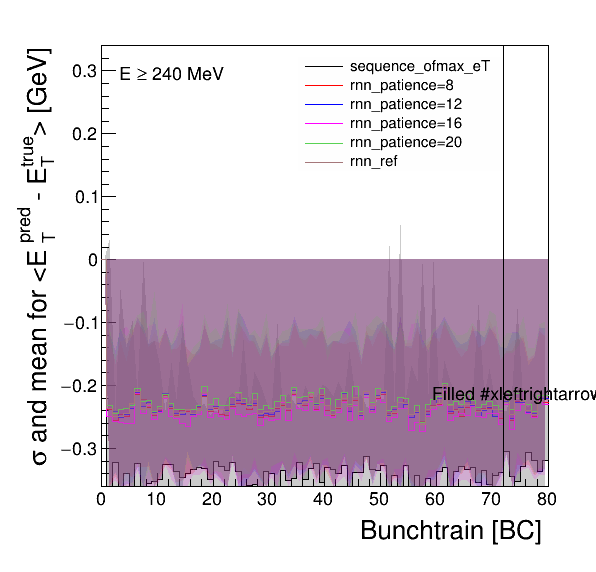 σ and mean for <E_T^pred - E_T^true> [GeV]
E ≥ 240 MeV
sequence_ofmax_eT
rnn_patience=8
rnn_patience=12
rnn_patience=16
rnn_patience=20
rnn_ref
0.3
0.2
0.1
0
−0.1
−0.2
−0.3
Filled #xleftrightarrow
0 10 20 30 40 50 60 70 80
Bunchtrain [BC]